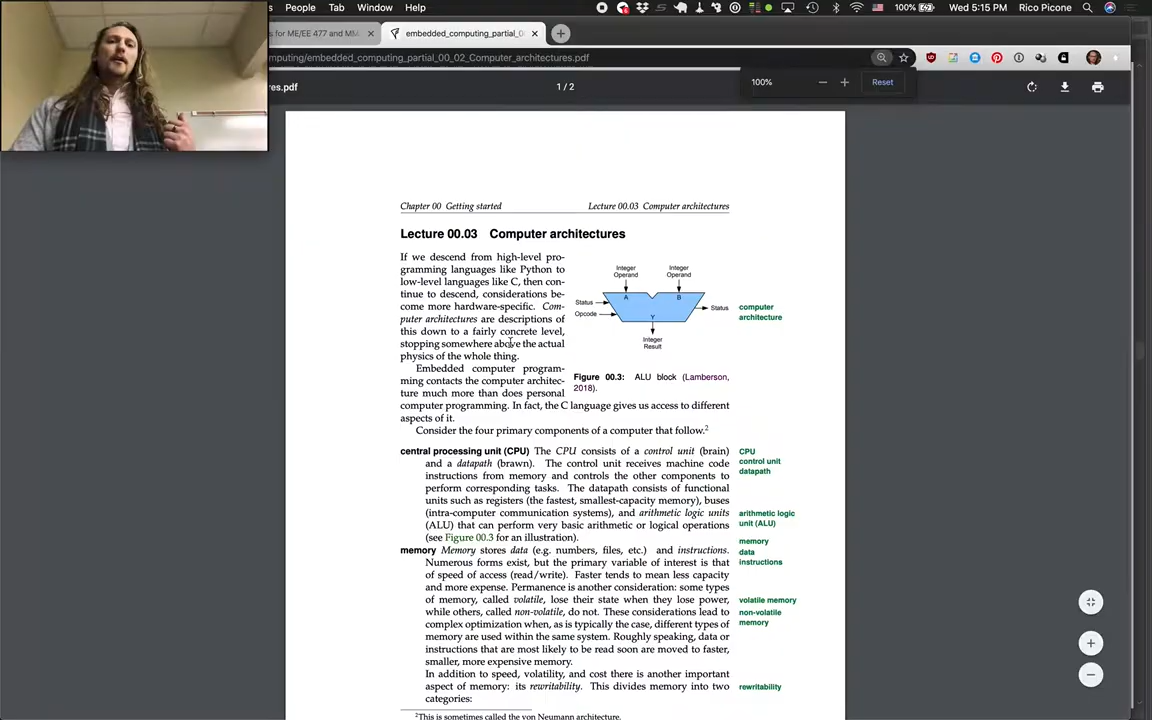 s People Tab Window Help 100% Wed 5:15 PM Rico Picone
s for ME/EE 477 and MM
embedded_computing_partial_00
mputing/embedded_computing_partial_00_02_Computer_architectures.pdf
100% Reset
res.pdf 1 / 2
Chapter 00 Getting started Lecture 00.03 Computer architectures
Lecture 00.03 Computer architectures
If we descend from high-level pro-
gramming languages like Python to
low-level languages like C, then con-
tinue to descend, considerations be-
come more hardware-specific. Com-
puter architectures are descriptions of
this down to a fairly concrete level,
stopping somewhere above the actual
physics of the whole thing.
Embedded computer program-
ming contacts the computer architec-
ture much more than does personal
computer programming. In fact, the C language gives us access to different
aspects of it.
Integer
Operand
Integer
Operand
A B
Status
Opcode
Status
Y
Integer
Result
Figure 00.3: ALU block (Lamberson,
2018).
computer
architecture
Consider the four primary components of a computer that follow.2
central processing unit (CPU) The CPU consists of a control unit (brain)
and a datapath (brawn). The control unit receives machine code
instructions from memory and controls the other components to
perform corresponding tasks. The datapath consists of functional
units such as registers (the fastest, smallest-capacity memory), buses
(intra-computer communication systems), and arithmetic logic units
(ALU) that can perform very basic arithmetic or logical operations
(see Figure 00.3 for an illustration).
CPU
control unit
datapath
arithmetic logic
unit (ALU)
memory Memory stores data (e.g. numbers, files, etc.) and instructions.
Numerous forms exist, but the primary variable of interest is that
of speed of access (read/write). Faster tends to mean less capacity
and more expense. Permanence is another consideration: some types
of memory, called volatile, lose their state when they lose power,
while others, called non-volatile, do not. These considerations lead to
complex optimization when, as is typically the case, different types of
memory are used within the same system. Roughly speaking, data or
instructions that are most likely to be read soon are moved to faster,
smaller, more expensive memory.
In addition to speed, volatility, and cost there is another important
aspect of memory: its rewritability. This divides memory into two
categories:
memory
data
instructions
volatile memory
non-volatile
memory
rewritability
2This is sometimes called the von Neumann architecture.